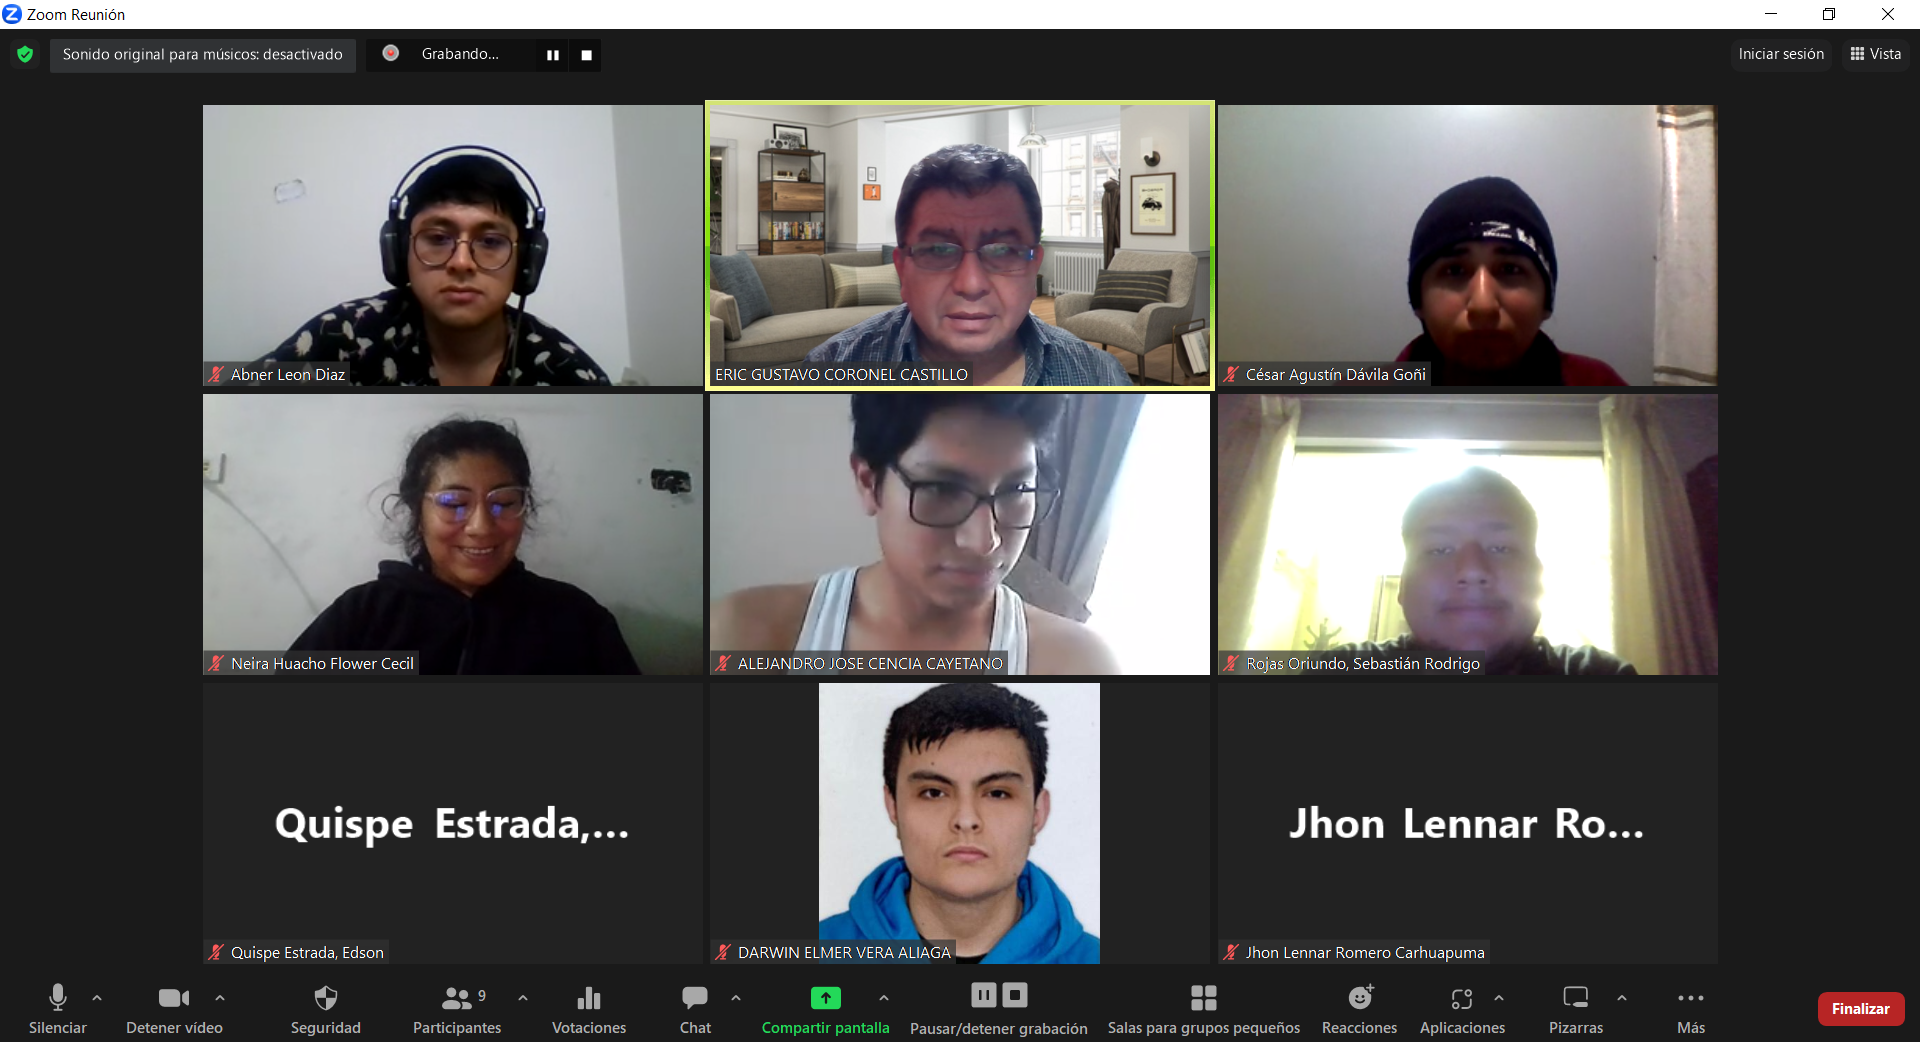 Zoom Reunión
Sonido original para músicos: desactivado
Grabando...
Iniciar sesión
Vista
Abner Leon Diaz
ERIC GUSTAVO CORONEL CASTILLO
César Agustín Dávila Goñi
Neira Huacho Flower Cecil
ALEJANDRO JOSE CENCIA CAYETANO
Rojas Oriundo, Sebastián Rodrigo
Quispe Estrada,...
Jhon Lennar Ro...
Quispe Estrada, Edson
DARWIN ELMER VERA ALIAGA
Jhon Lennar Romero Carhuapuma
9
Silenciar
Detener vídeo
Seguridad
Participantes
Votaciones
Chat
Compartir pantalla
Pausar/detener grabación
Salas para grupos pequeños
Reacciones
Aplicaciones
Pizarras
Más
Finalizar